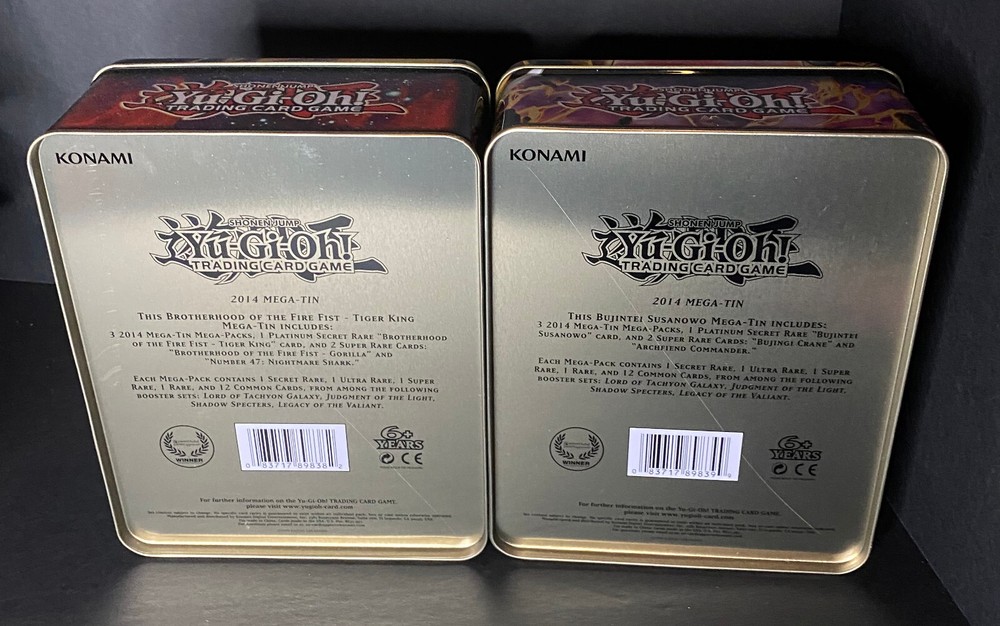 SHONEN JUMP
Yu-Gi-Oh!
TRADING CARD GAME
KONAMI
SHONEN JUMP
Yu-Gi-Oh!
TRADING CARD GAME
2014 MEGA-TIN
THIS BROTHERHOOD OF THE FIRE FIST - TIGER KING
MEGA-TIN INCLUDES:
3 2014 MEGA-TIN MEGA-PACKS, 1 PLATINUM SECRET RARE "BROTHERHOOD
OF THE FIRE FIST - TIGER KING" CARD, AND 2 SUPER RARE CARDS:
"BROTHERHOOD OF THE FIRE FIST - GORILLA" AND
"NUMBER 47: NIGHTMARE SHARK."
EACH MEGA-PACK CONTAINS 1 SECRET RARE, 1 ULTRA RARE, 1 SUPER
RARE, 1 RARE, AND 12 COMMON CARDS, FROM AMONG THE FOLLOWING
BOOSTER SETS: LORD OF TACHYON GALAXY, JUDGMENT OF THE LIGHT,
SHADOW SPECTERS, LEGACY OF THE VALIANT.
WINNER
0 83717 89838 2
6+
YEARS
CE
For further information on the Yu-Gi-Oh! TRADING CARD GAME,
please visit www.yugioh-card.com
SHONEN JUMP
Yu-Gi-Oh!
TRADING CARD GAME
KONAMI
SHONEN JUMP
Yu-Gi-Oh!
TRADING CARD GAME
2014 MEGA-TIN
THIS BUJINTEI SUSANOWO MEGA-TIN INCLUDES:
3 2014 MEGA-TIN MEGA-PACKS, 1 PLATINUM SECRET RARE "BUJINTEI
SUSANOWO" CARD, AND 2 SUPER RARE CARDS: "BUJINGI CRANE" AND
"ARCHFIEND COMMANDER."
EACH MEGA-PACK CONTAINS 1 SECRET RARE, 1 ULTRA RARE, 1 SUPER
RARE, 1 RARE, AND 12 COMMON CARDS, FROM AMONG THE FOLLOWING
BOOSTER SETS: LORD OF TACHYON GALAXY, JUDGMENT OF THE LIGHT,
SHADOW SPECTERS, LEGACY OF THE VALIANT.
WINNER
0 83717 89839 9
6+
YEARS
CE
For further information on the Yu-Gi-Oh! TRADING CARD GAME,
please visit www.yugioh-card.com